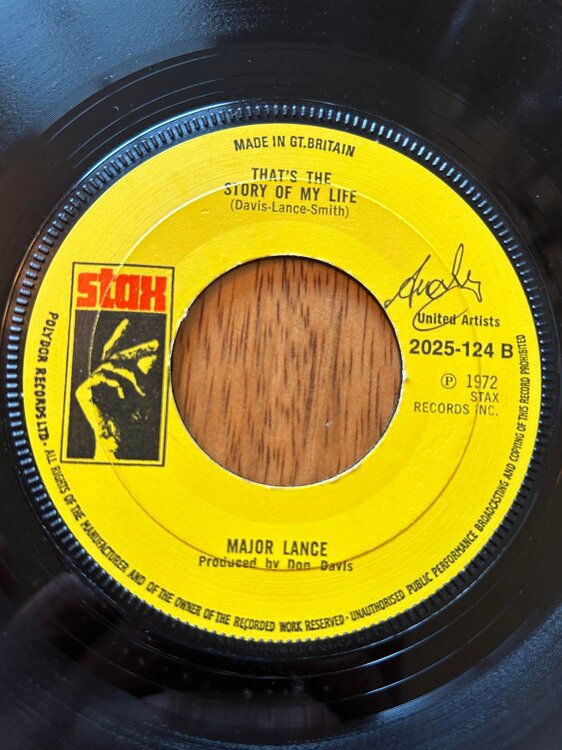 MADE IN GT.BRITAIN
THAT'S THE
STORY OF MY LIFE
(Davis-Lance-Smith)
stax
United Artists
2025-124 B
℗ 1972
STAX
RECORDS INC.
MAJOR LANCE
Produced by Don Davis
POLYDOR RECORDS LTD · ALL RIGHTS OF THE MANUFACTURER AND OF THE OWNER OF THE RECORDED WORK RESERVED · UNAUTHORISED PUBLIC PERFORMANCE BROADCASTING AND COPYING OF THIS RECORD PROHIBITED